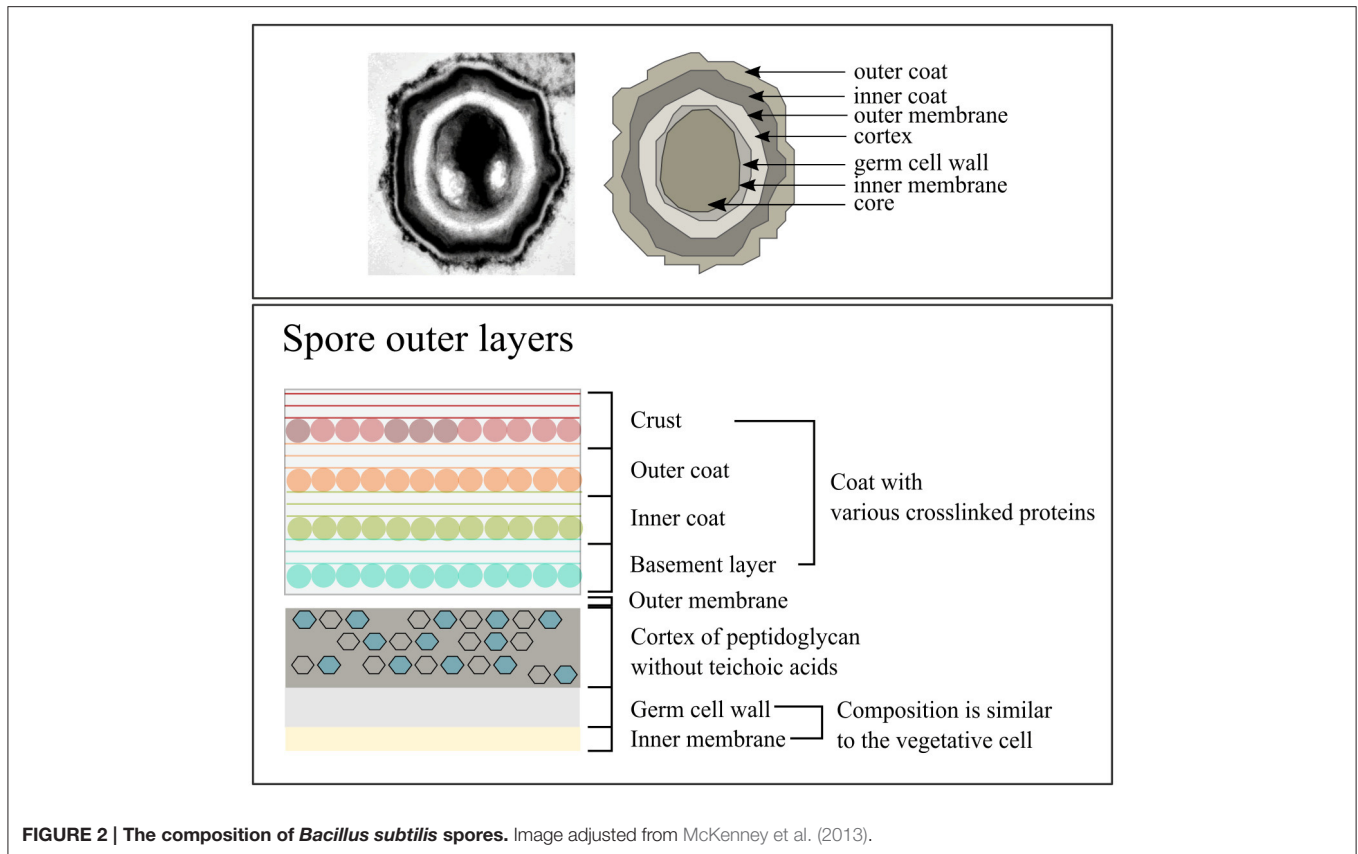 outer coat
inner coat
outer membrane
cortex
germ cell wall
inner membrane
core
Spore outer layers
Crust
Outer coat
Inner coat
Basement layer
Coat with
various crosslinked proteins
Outer membrane
Cortex of peptidoglycan
without teichoic acids
Germ cell wall
Inner membrane
Composition is similar
to the vegetative cell
FIGURE 2 | The composition of Bacillus subtilis spores. Image adjusted from McKenney et al. (2013).